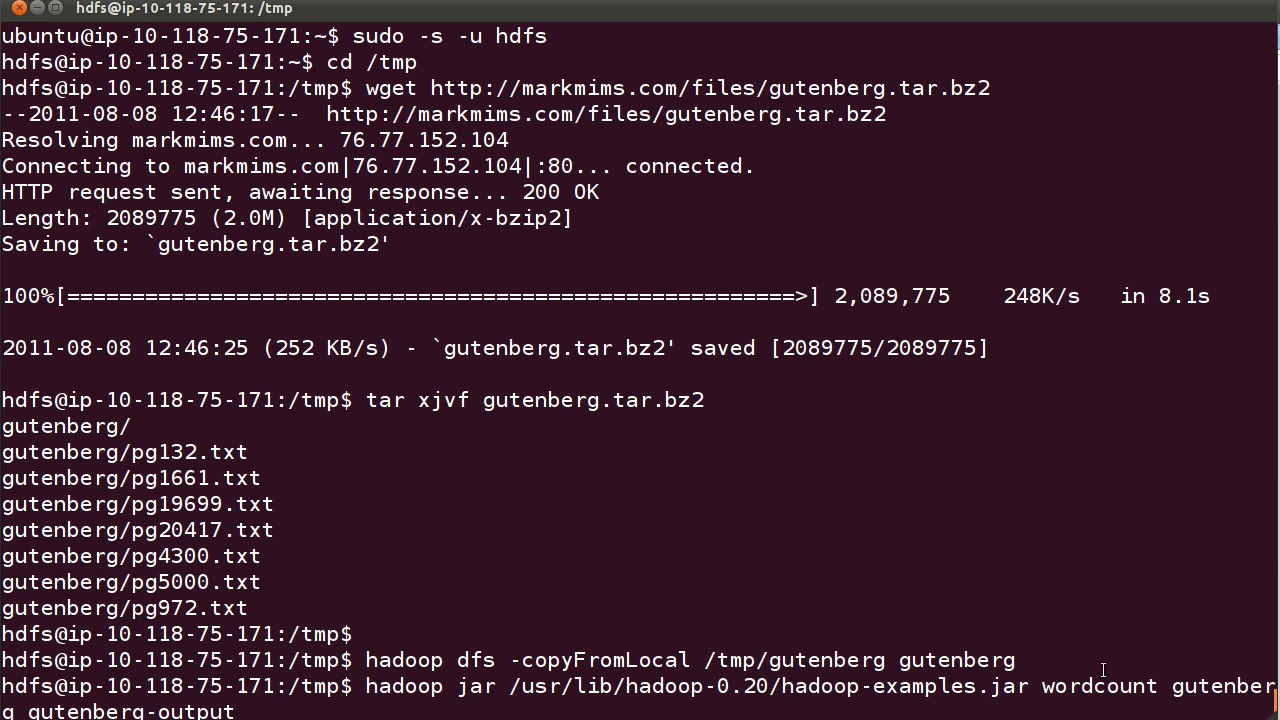 hdfs@ip-10-118-75-171: /tmp
ubuntu@ip-10-118-75-171:~$ sudo -s -u hdfs
hdfs@ip-10-118-75-171:~$ cd /tmp
hdfs@ip-10-118-75-171:/tmp$ wget http://markmims.com/files/gutenberg.tar.bz2
--2011-08-08 12:46:17--  http://markmims.com/files/gutenberg.tar.bz2
Resolving markmims.com... 76.77.152.104
Connecting to markmims.com|76.77.152.104|:80... connected.
HTTP request sent, awaiting response... 200 OK
Length: 2089775 (2.0M) [application/x-bzip2]
Saving to: `gutenberg.tar.bz2'
100%[========================================================>] 2,089,775    248K/s   in 8.1s
2011-08-08 12:46:25 (252 KB/s) - `gutenberg.tar.bz2' saved [2089775/2089775]
hdfs@ip-10-118-75-171:/tmp$ tar xjvf gutenberg.tar.bz2
gutenberg/
gutenberg/pg132.txt
gutenberg/pg1661.txt
gutenberg/pg19699.txt
gutenberg/pg20417.txt
gutenberg/pg4300.txt
gutenberg/pg5000.txt
gutenberg/pg972.txt
hdfs@ip-10-118-75-171:/tmp$
hdfs@ip-10-118-75-171:/tmp$ hadoop dfs -copyFromLocal /tmp/gutenberg gutenberg
hdfs@ip-10-118-75-171:/tmp$ hadoop jar /usr/lib/hadoop-0.20/hadoop-examples.jar wordcount gutenber
g gutenberg-output